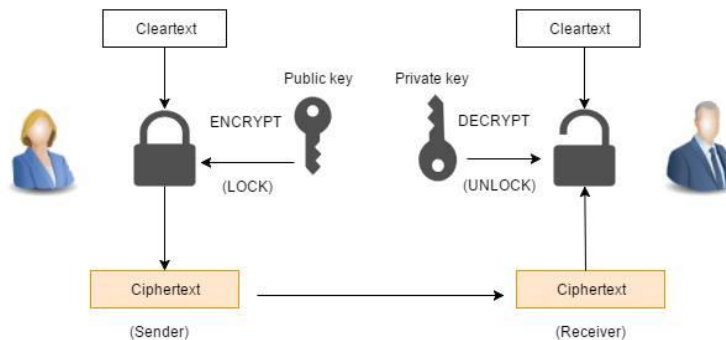 Cleartext
Cleartext
Public key
Private key
ENCRYPT
DECRYPT
(LOCK)
(UNLOCK)
Ciphertext
Ciphertext
(Sender)
(Receiver)